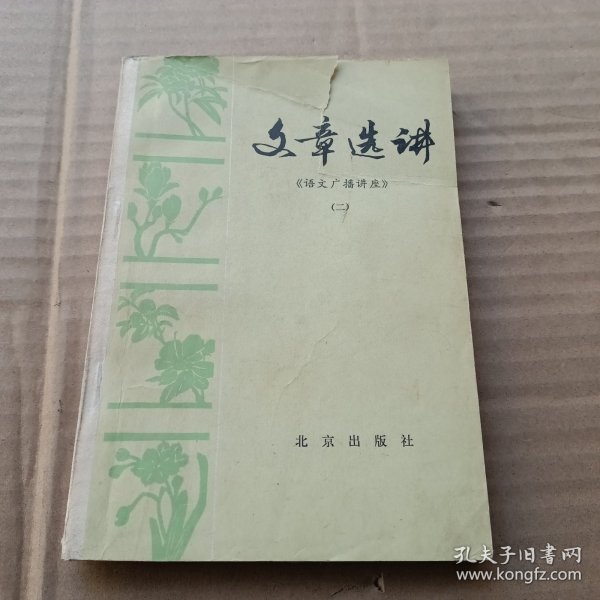 文章选讲
《语文广播讲座》
(二)
北京出版社
孔夫子旧书网
www.kongfz.com